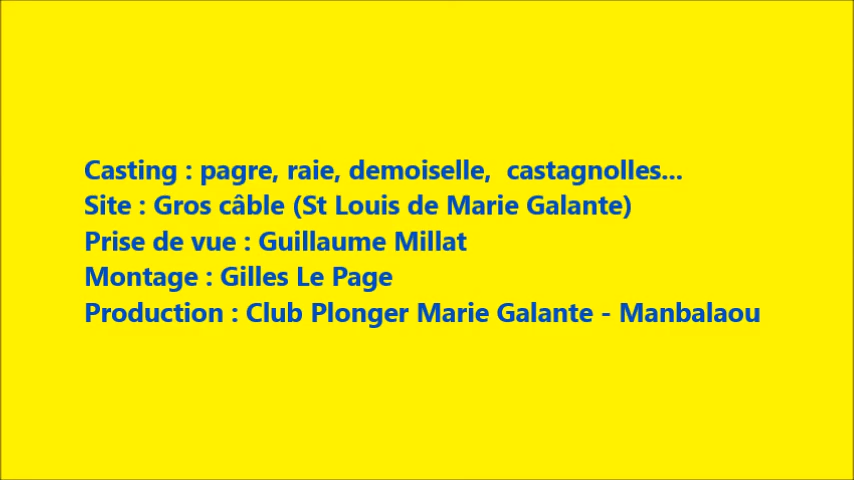 Casting : pagre, raie, demoiselle,  castagnolles...
Site : Gros câble (St Louis de Marie Galante)
Prise de vue : Guillaume Millat
Montage : Gilles Le Page
Production : Club Plonger Marie Galante - Manbalaou